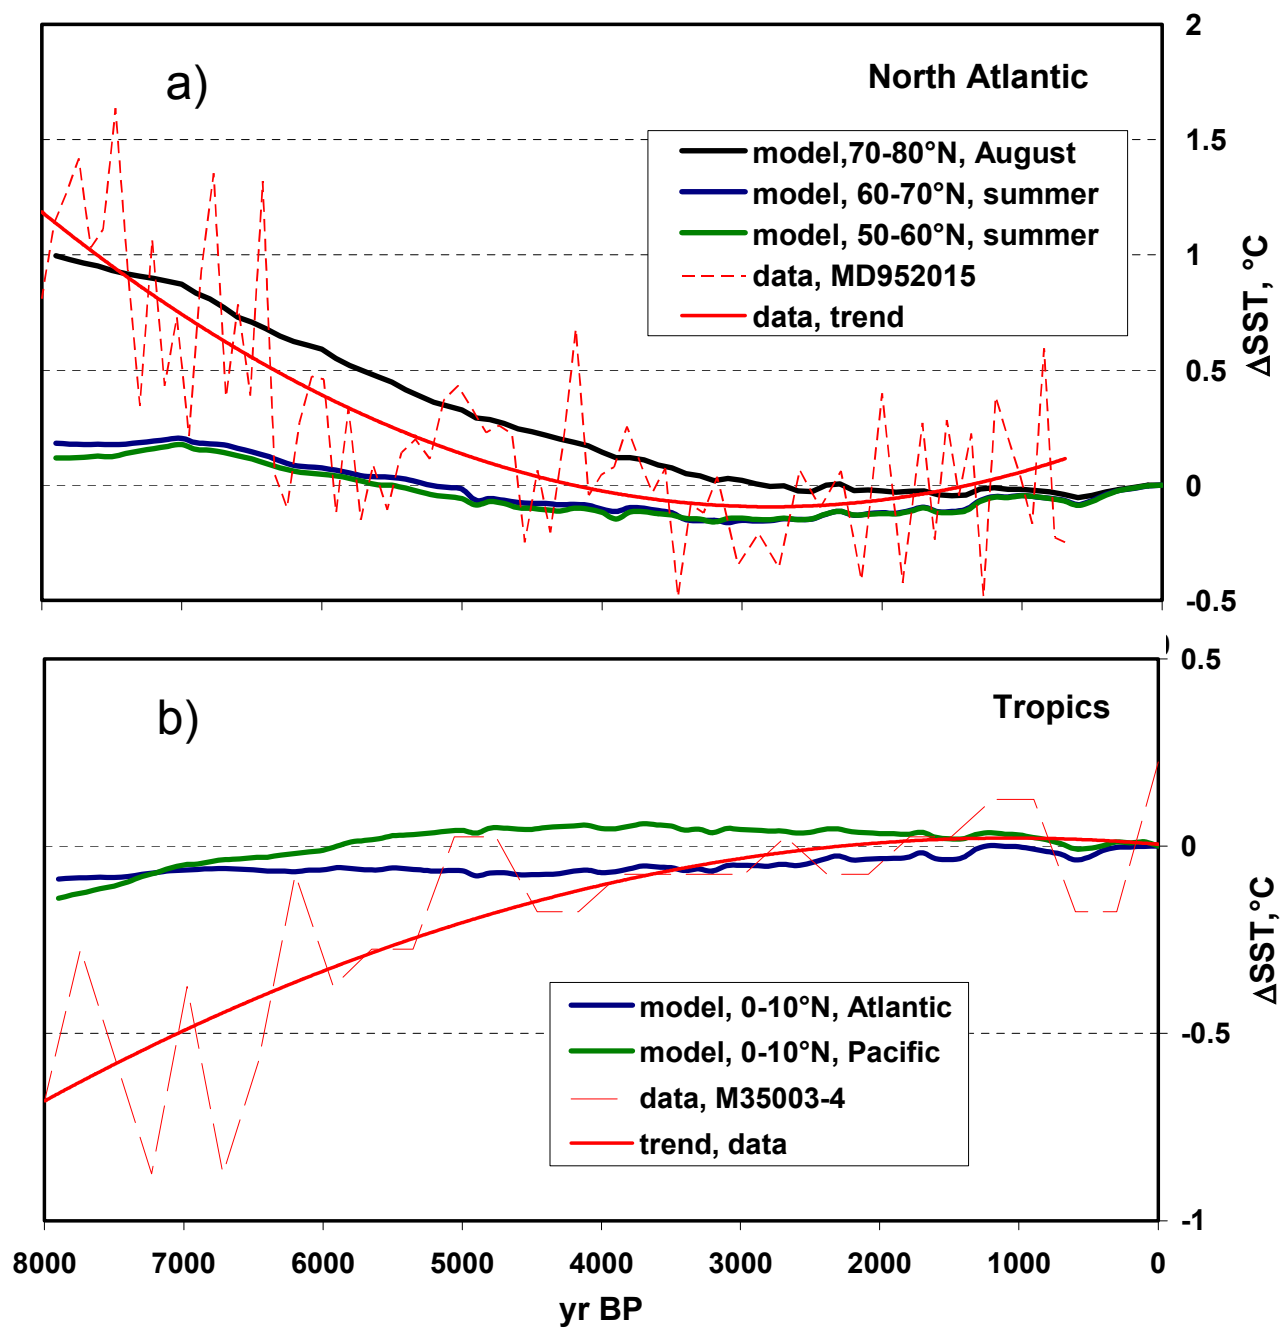 2
a)
North Atlantic
1.5
model,70-80°N, August
model, 60-70°N, summer
model, 50-60°N, summer
data, MD952015
data, trend
1
0.5
0
-0.5
ΔSST, °C
0.5
b)
Tropics
0
-0.5
-1
ΔSST,°C
model, 0-10°N, Atlantic
model, 0-10°N, Pacific
data, M35003-4
trend, data
8000 7000 6000 5000 4000 3000 2000 1000 0
yr BP